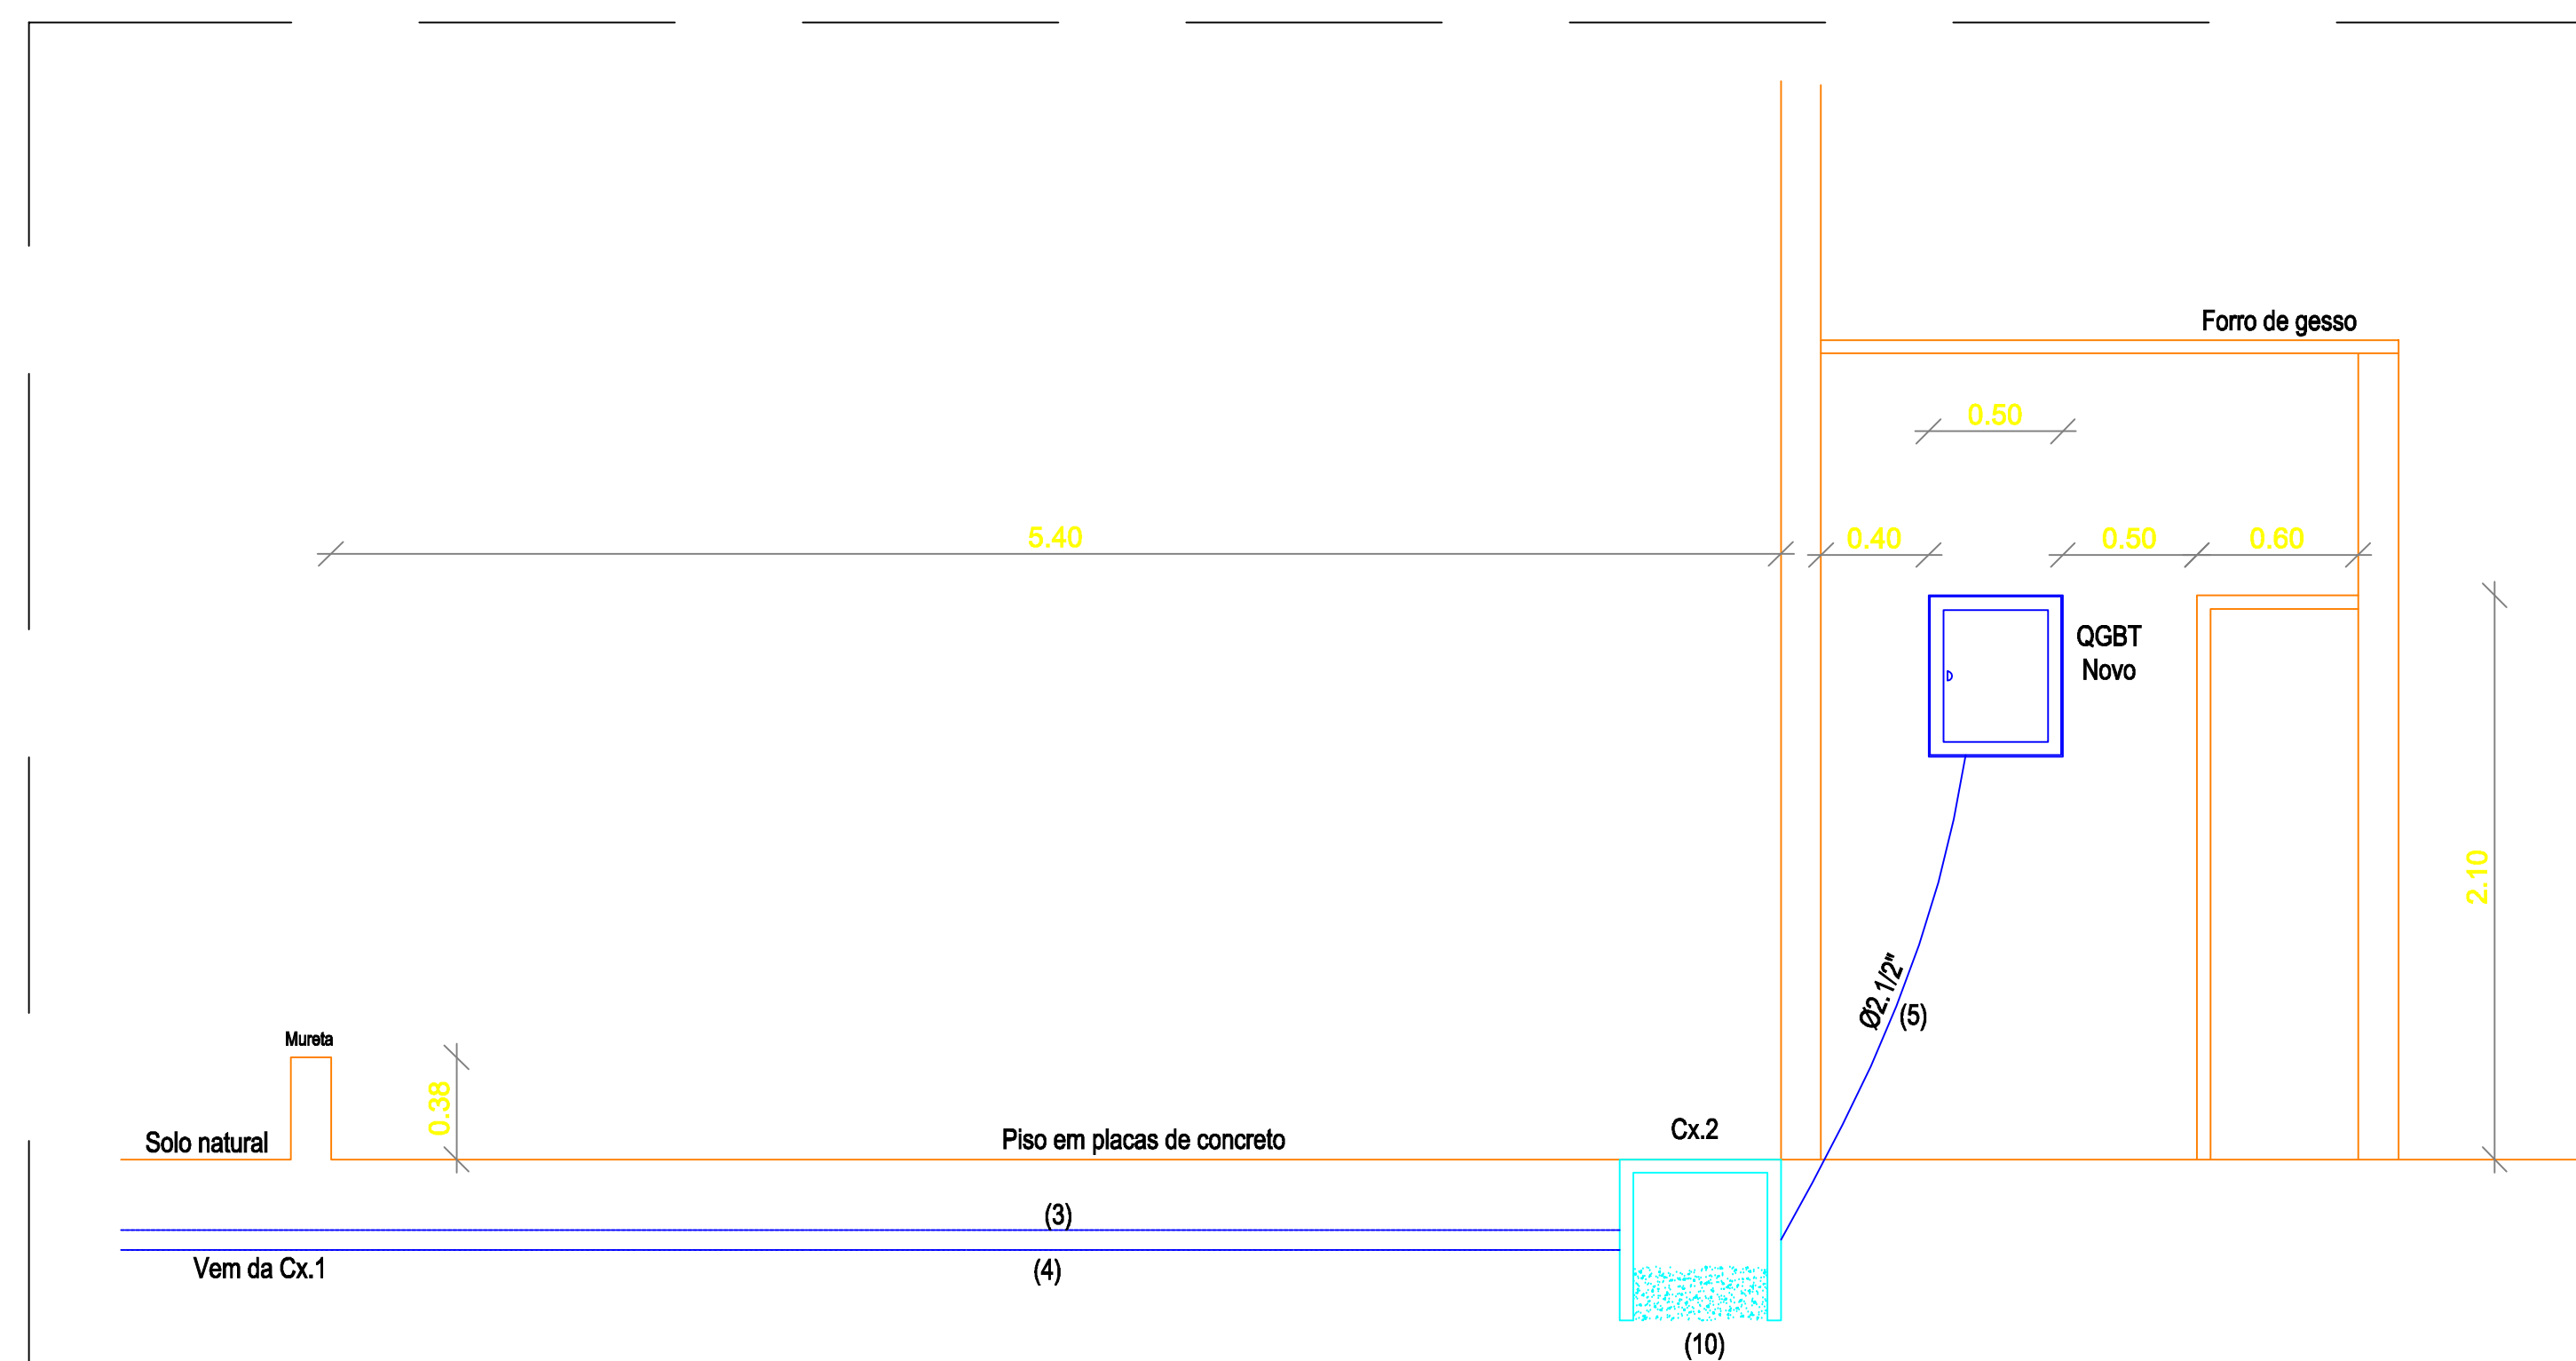 Forro de gesso
0.50
5.40
0.40
0.50
0.60
QGBT
Novo
2.10
Ø2.1/2"
(5)
Mureta
0.38
Solo natural
Piso em placas de concreto
Cx.2
(3)
Vem da Cx.1
(4)
(10)